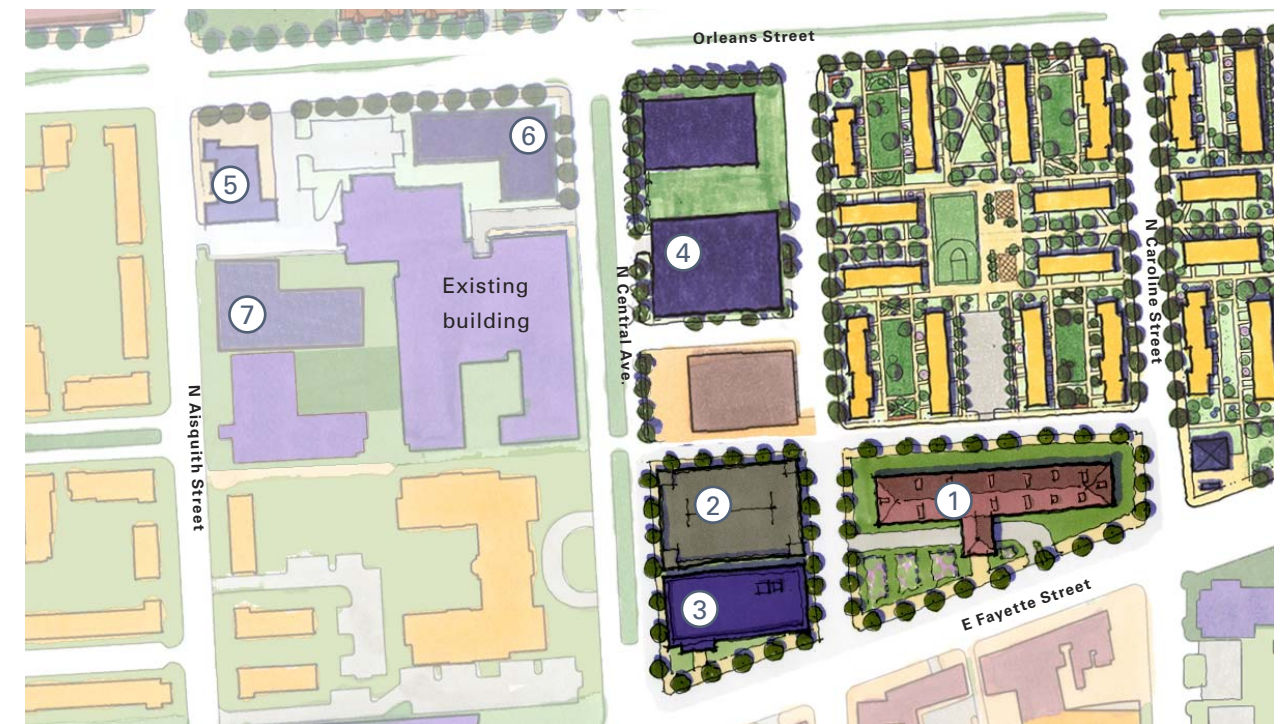 Orleans Street
6
5
4
N Caroline Street
N Central Ave.
Existing
building
7
N Aisquith Street
2
1
3
E Fayette Street